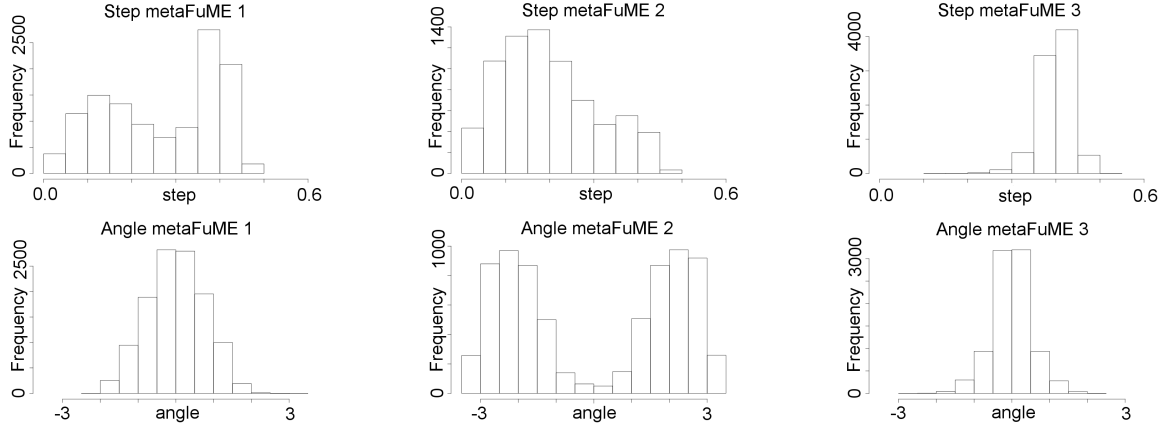 Step metaFuME 1
Frequency
0 2500
0.0 0.6
step
Step metaFuME 2
Frequency
0 1400
0.0 0.6
step
Step metaFuME 3
Frequency
0 4000
0.0 0.6
step
Angle metaFuME 1
Frequency
0 2500
-3 3
angle
Angle metaFuME 2
Frequency
0 1000
-3 3
angle
Angle metaFuME 3
Frequency
0 3000
-3 3
angle